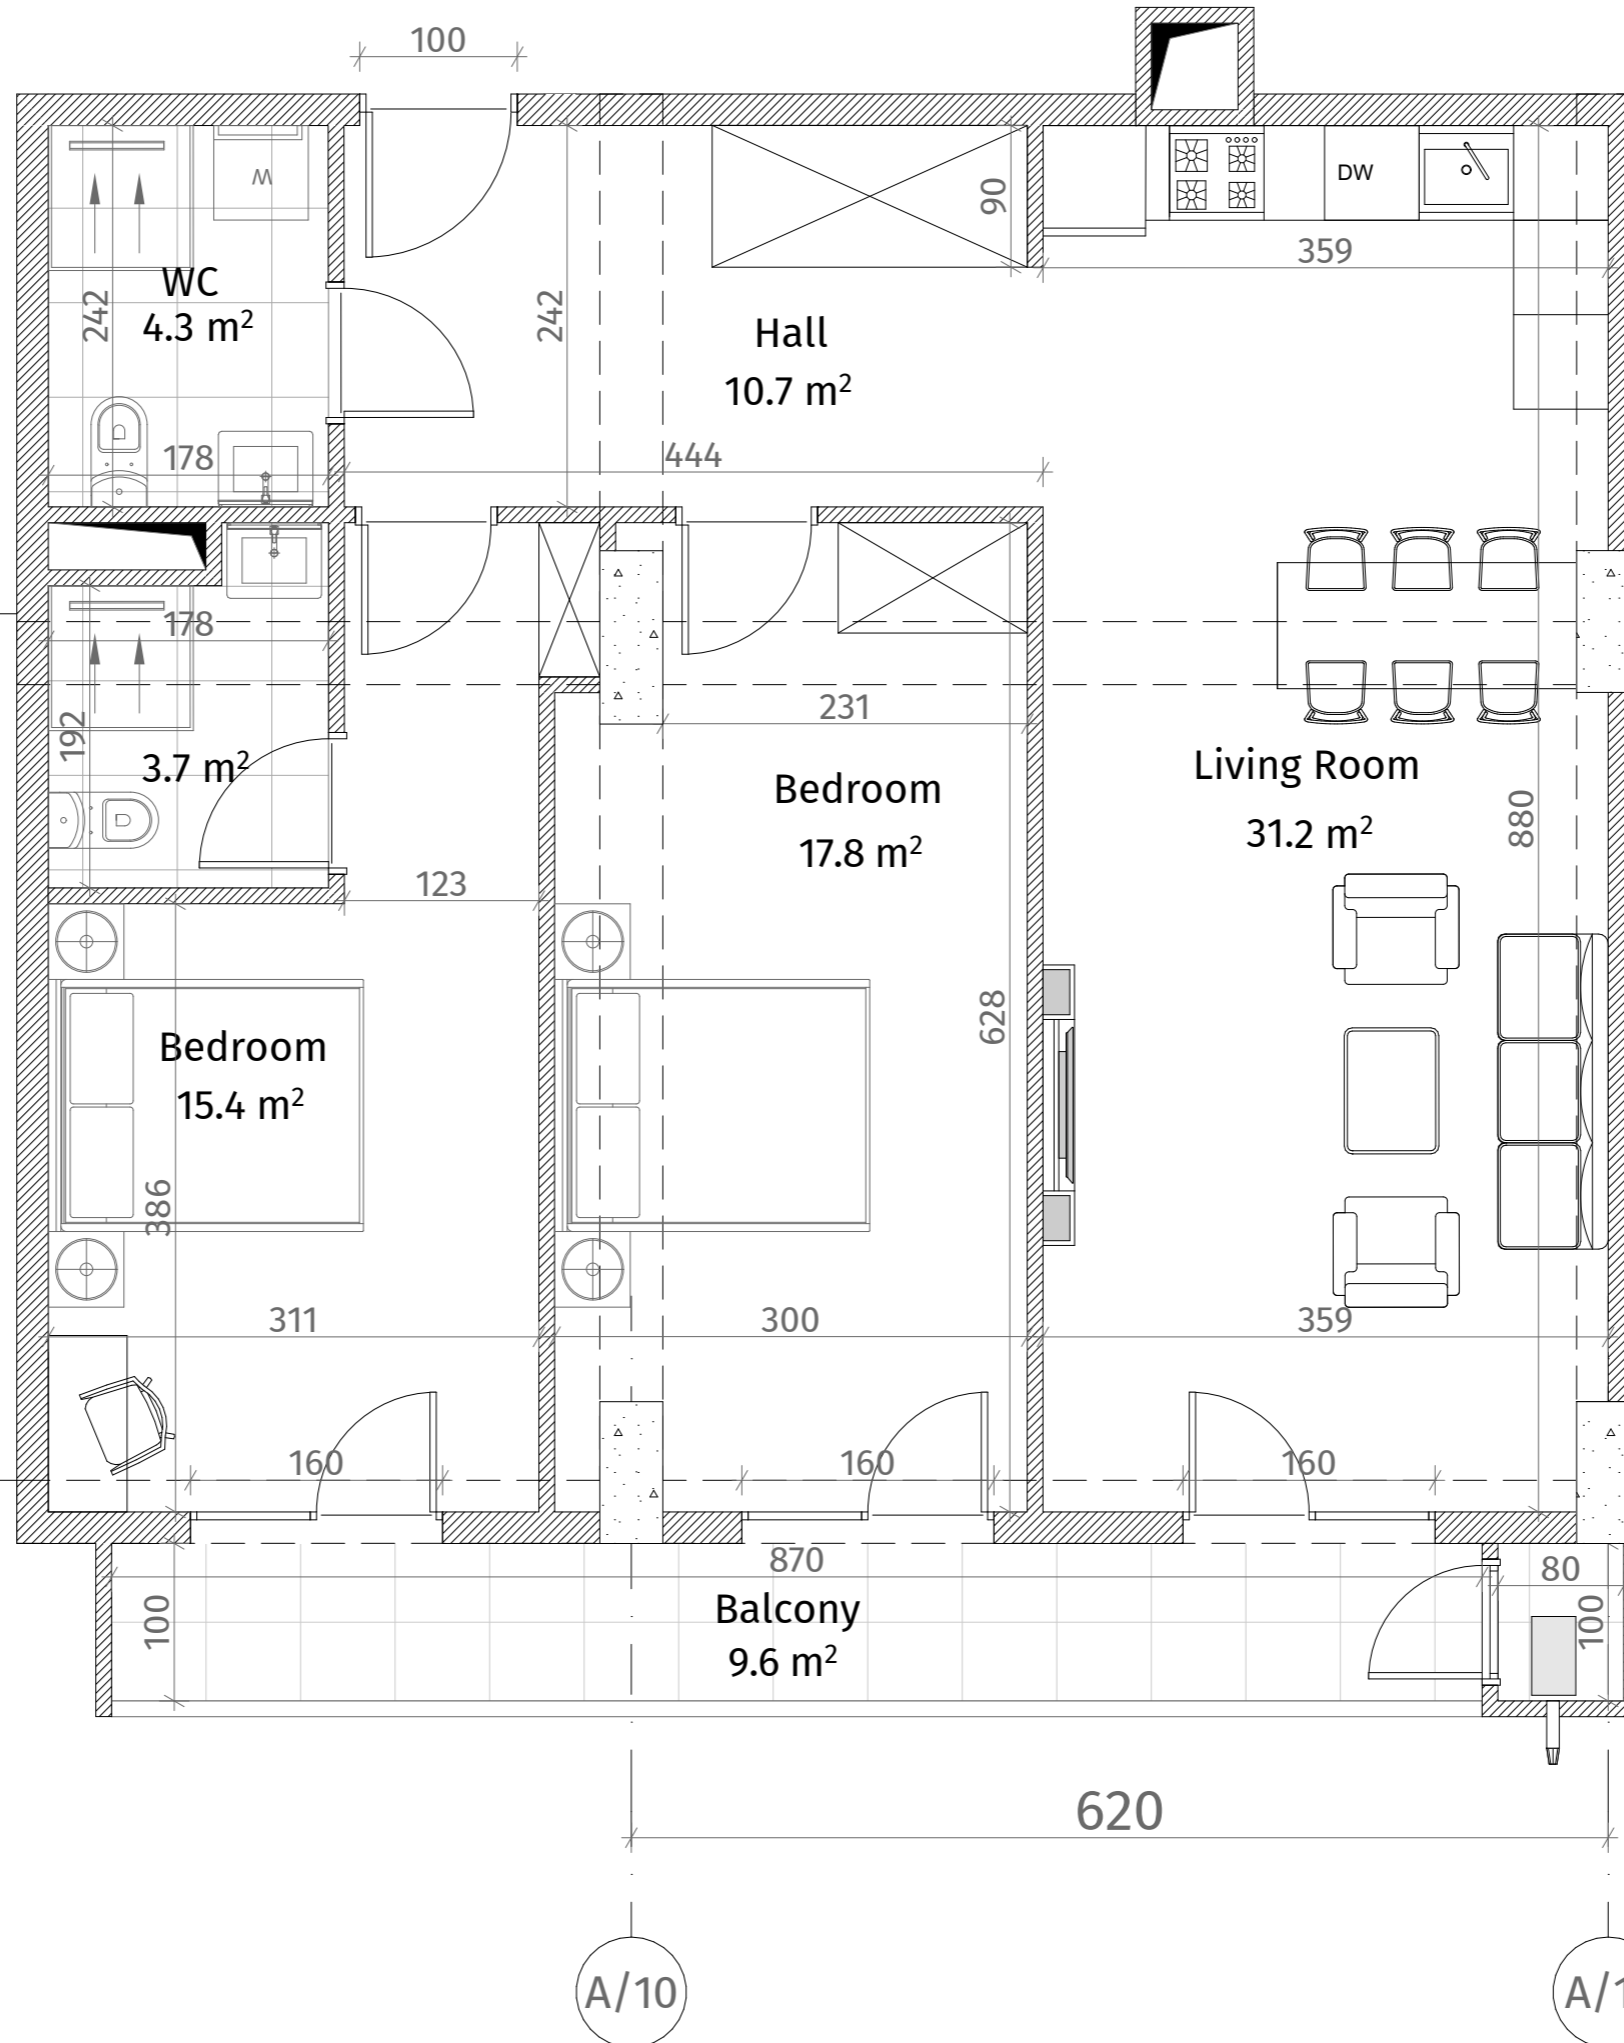 100
W
DW
90
359
WC
4.3 m²
242
242
Hall
10.7 m²
178
444
178
192
3.7 m²
231
Bedroom
17.8 m²
Living Room
31.2 m²
880
123
628
Bedroom
15.4 m²
386
311
300
359
160
160
160
870
80
100
Balcony
9.6 m²
100
620
A/10
A/1